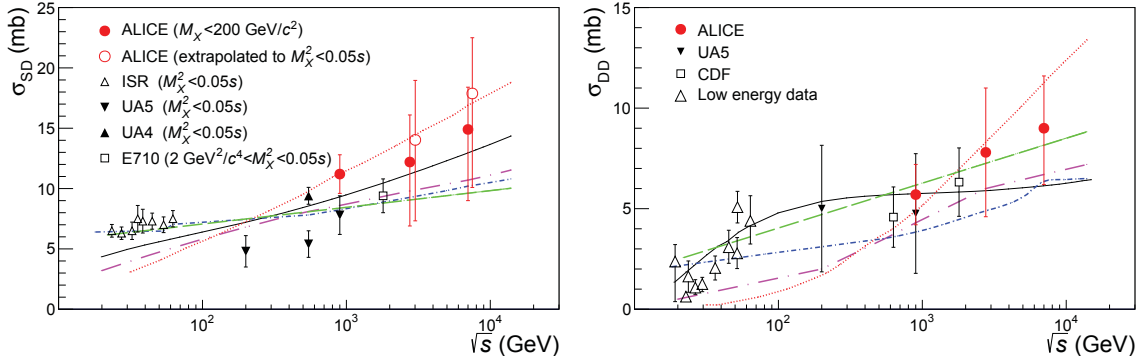 σSD (mb)
25
20
15
10
5
0
ALICE (MX<200 GeV/c²)
ALICE (extrapolated to M²X<0.05s)
ISR (M²X<0.05s)
UA5 (M²X<0.05s)
UA4 (M²X<0.05s)
E710 (2 GeV²/c⁴<M²X<0.05s)
10² 10³ 10⁴
√s (GeV)
σDD (mb)
15
10
5
0
ALICE
UA5
CDF
Low energy data
10² 10³ 10⁴
√s (GeV)